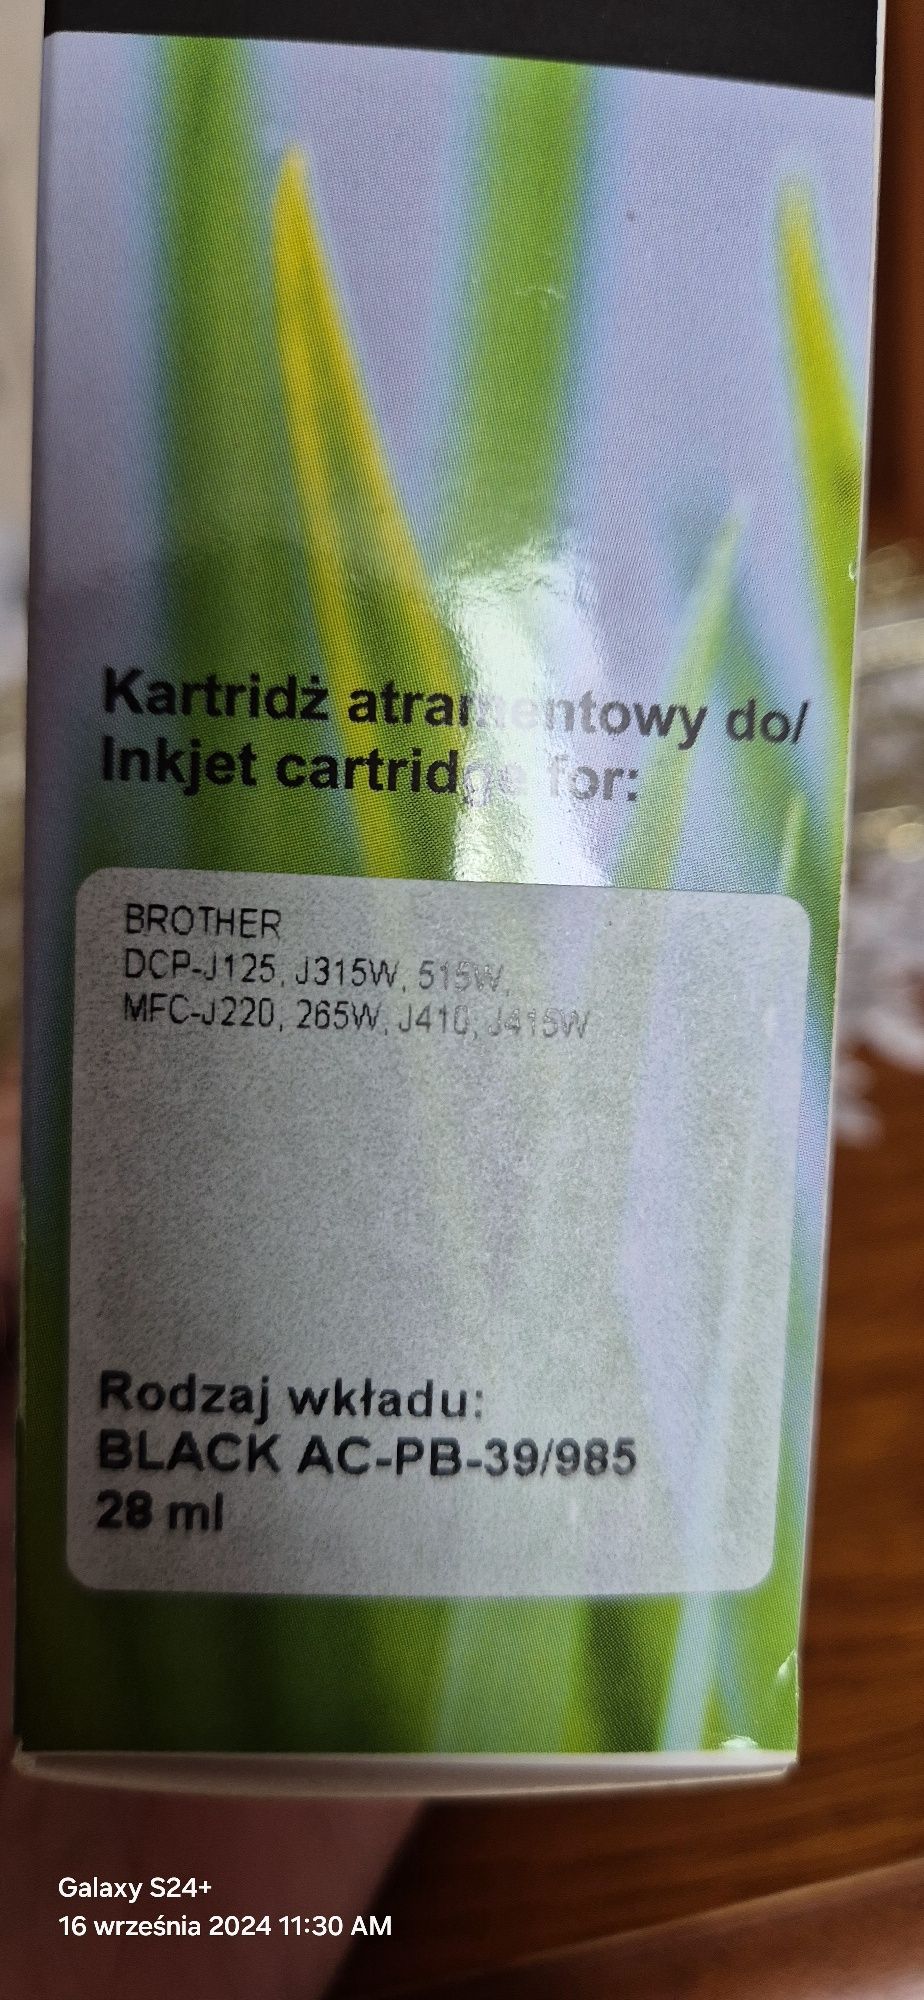 Kartridż atramentowy do/
Inkjet cartridge for:
BROTHER
DCP-J125, J315W, 515W,
MFC-J220, 265W, J410, J415W
Rodzaj wkładu:
BLACK AC-PB-39/985
28 ml
Galaxy S24+
16 września 2024 11:30 AM